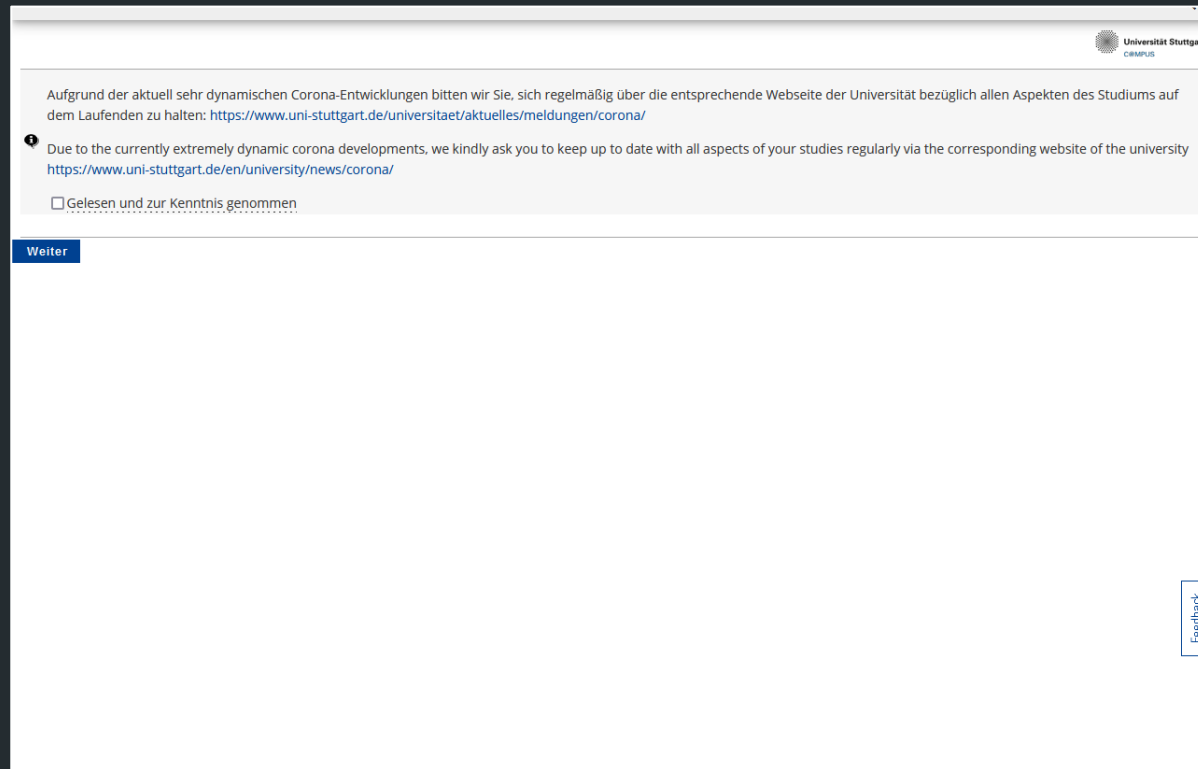 Universität Stuttga
C@MPUS
Aufgrund der aktuell sehr dynamischen Corona-Entwicklungen bitten wir Sie, sich regelmäßig über die entsprechende Webseite der Universität bezüglich allen Aspekten des Studiums auf
dem Laufenden zu halten: https://www.uni-stuttgart.de/universitaet/aktuelles/meldungen/corona/
Due to the currently extremely dynamic corona developments, we kindly ask you to keep up to date with all aspects of your studies regularly via the corresponding website of the university
https://www.uni-stuttgart.de/en/university/news/corona/
Gelesen und zur Kenntnis genommen
Weiter
Feedback